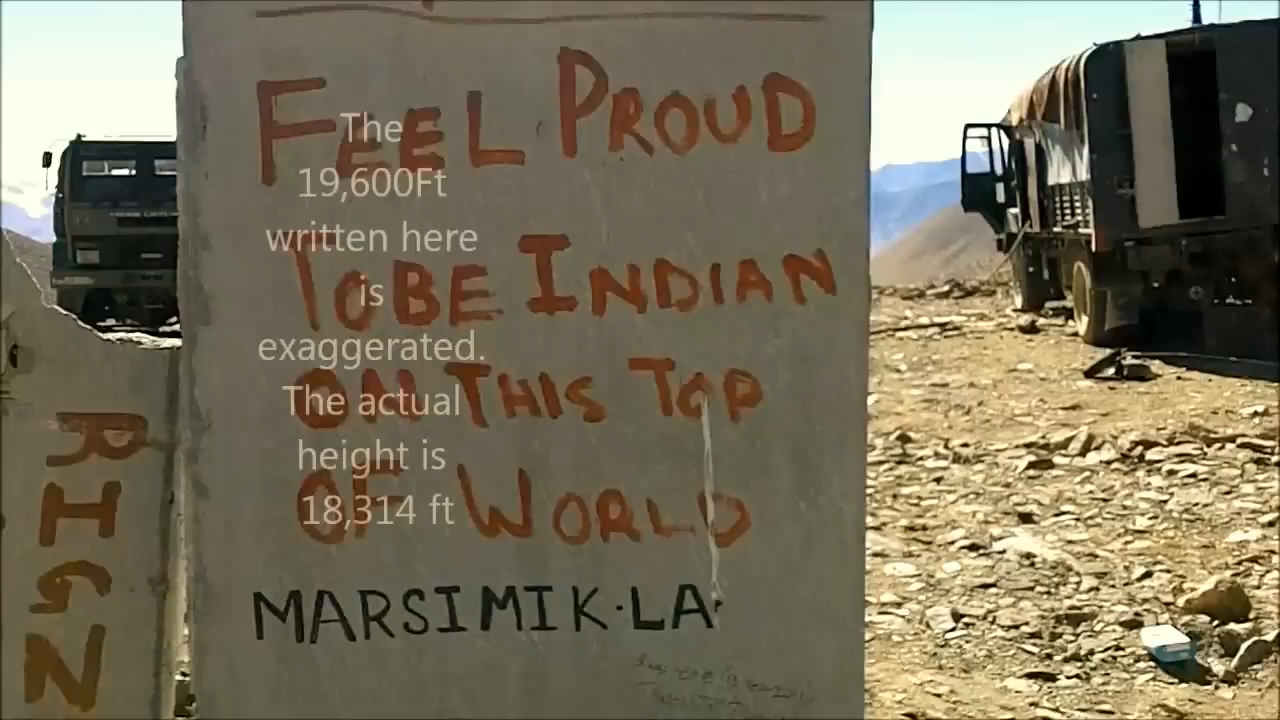 FEEL PROUD
TO BE INDIAN
ON THIS TOP
OF WORLD
MARSIMIK·LA
The
19,600Ft
written here
is
exaggerated.
The actual
height is
18,314 ft
RHGN